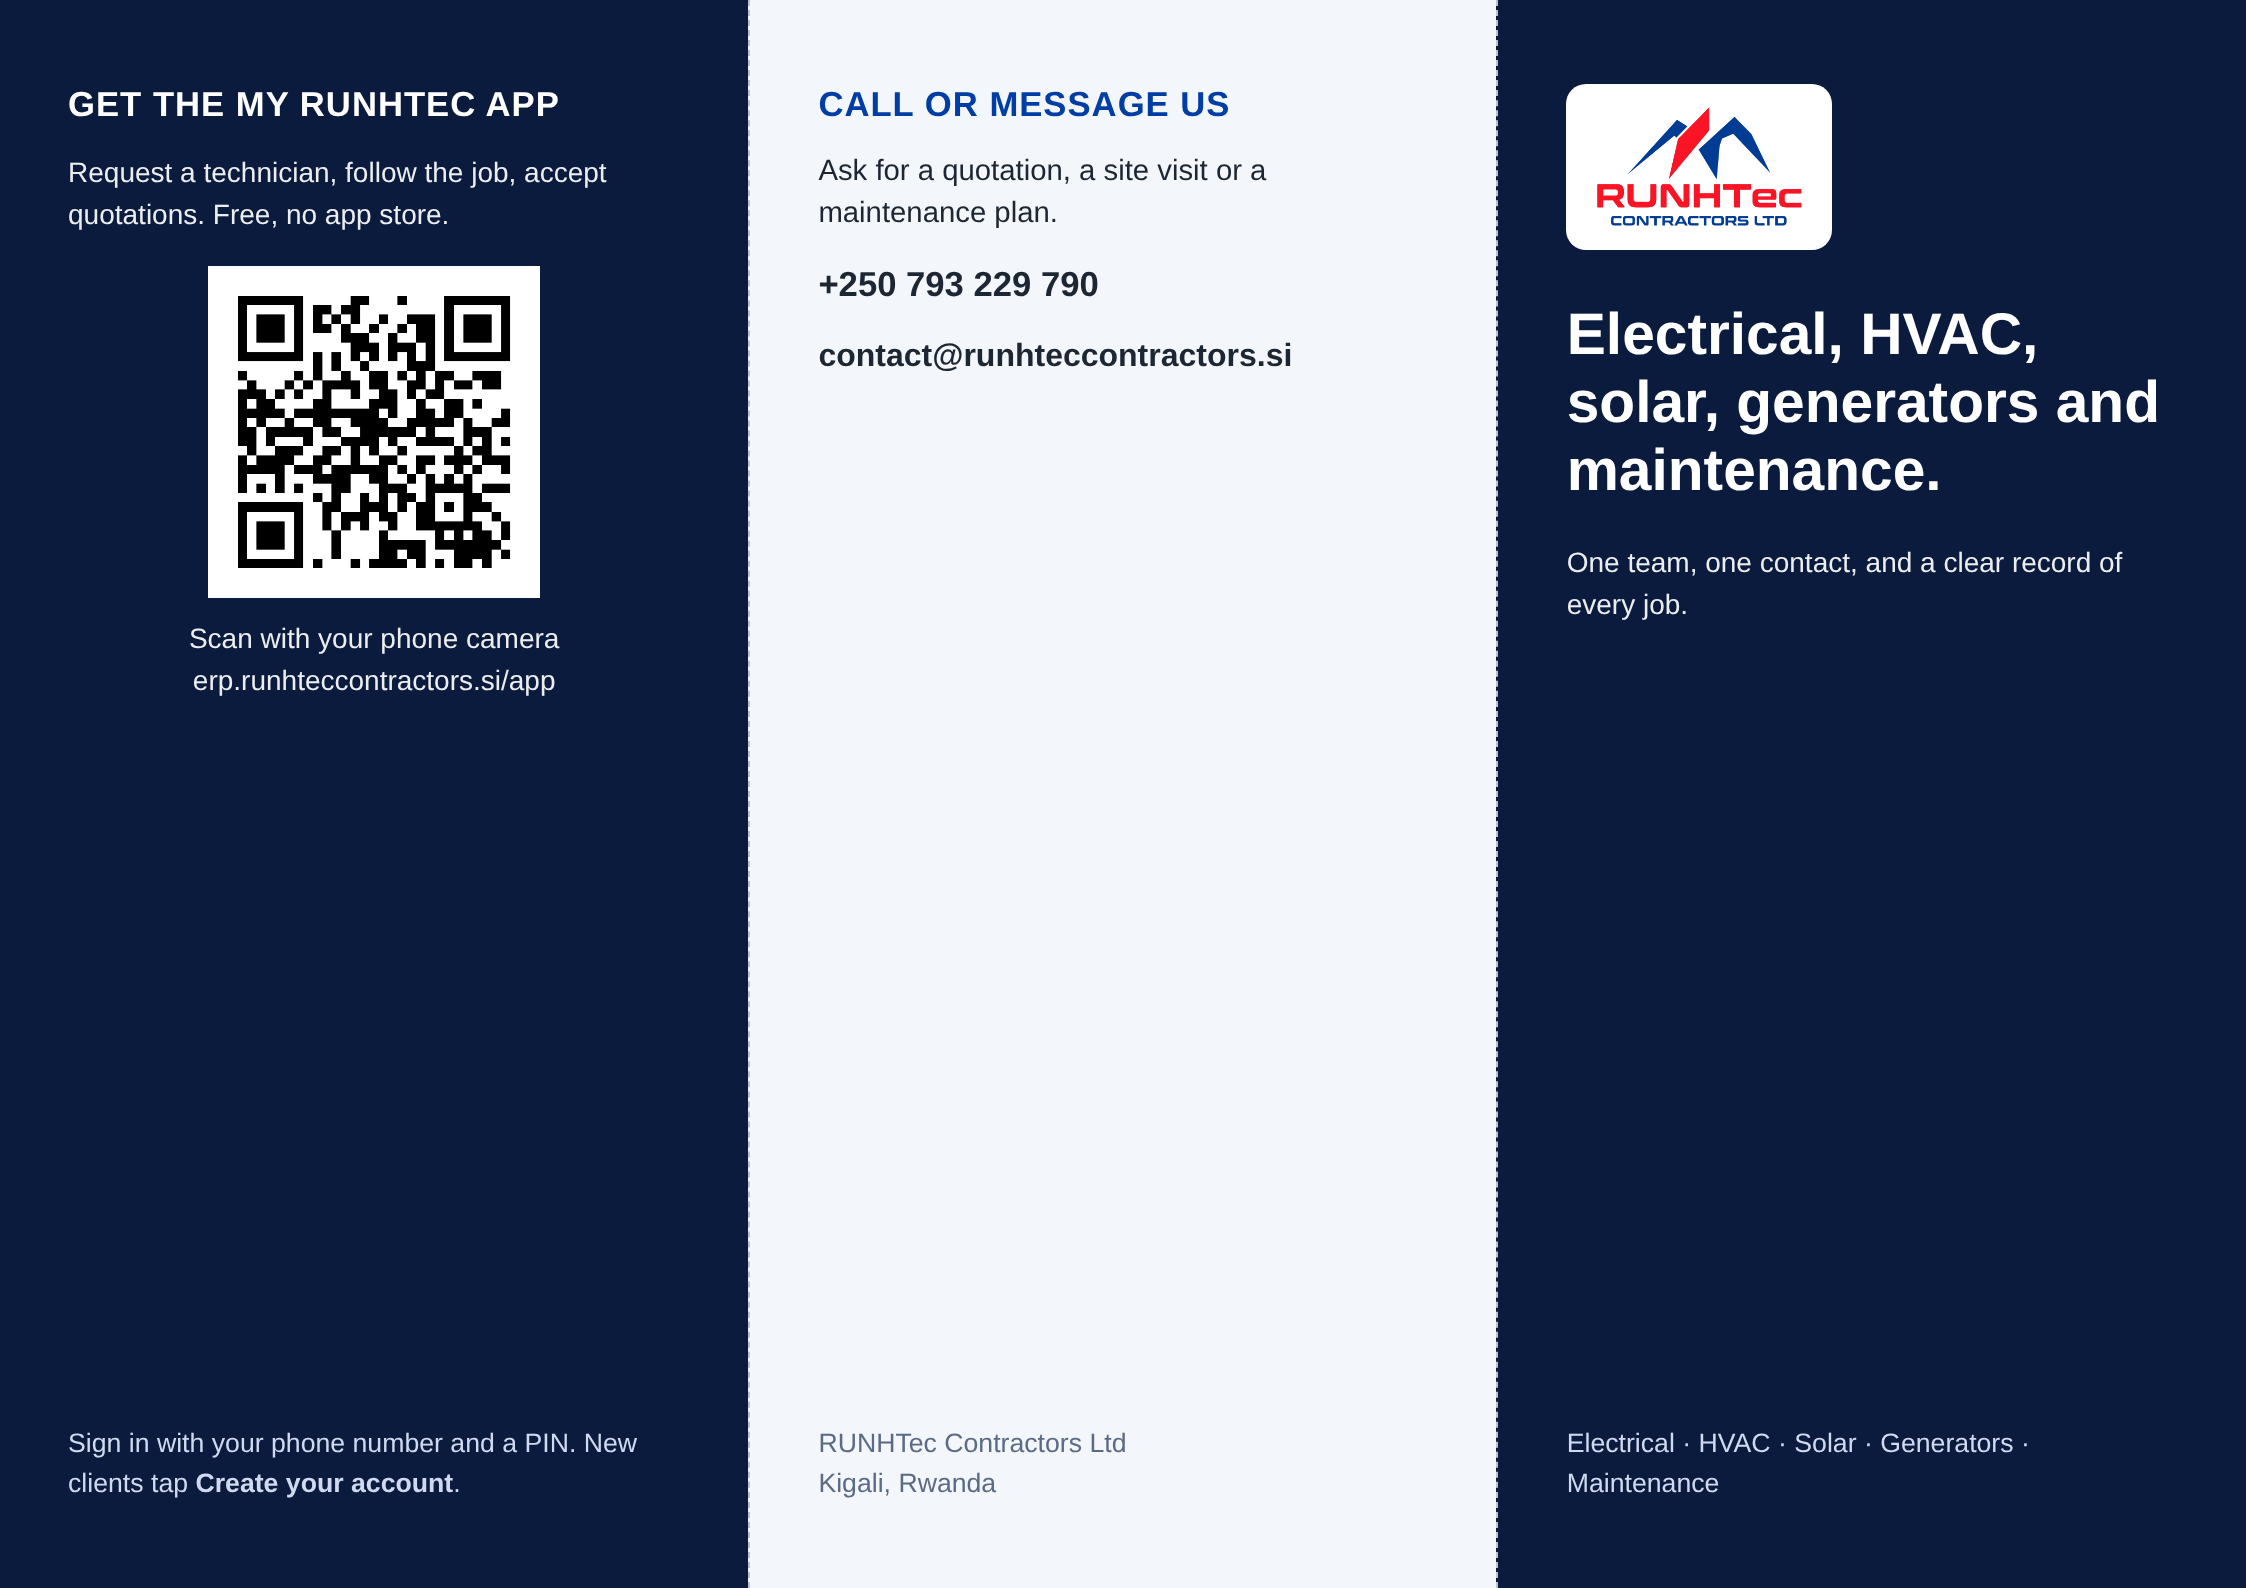 GET THE MY RUNHTEC APP
Request a technician, follow the job, accept
quotations. Free, no app store.
Scan with your phone camera
erp.runhteccontractors.si/app
Sign in with your phone number and a PIN. New
clients tap Create your account.
CALL OR MESSAGE US
Ask for a quotation, a site visit or a
maintenance plan.
+250 793 229 790
contact@runhteccontractors.si
RUNHTec Contractors Ltd
Kigali, Rwanda
RUNHTec
CONTRACTORS LTD
Electrical, HVAC,
solar, generators and
maintenance.
One team, one contact, and a clear record of
every job.
Electrical · HVAC · Solar · Generators ·
Maintenance